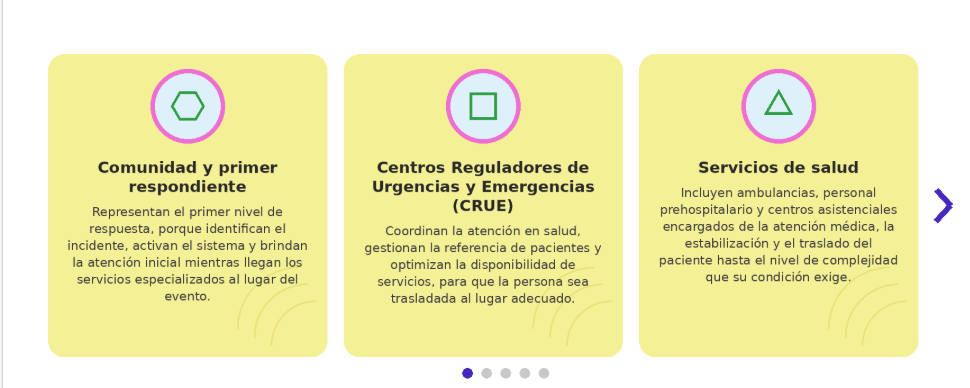 Comunidad y primer
respondiente
Representan el primer nivel de
respuesta, porque identifican el
incidente, activan el sistema y brindan
la atención inicial mientras llegan los
servicios especializados al lugar del
evento.
Centros Reguladores de
Urgencias y Emergencias
(CRUE)
Coordinan la atención en salud,
gestionan la referencia de pacientes y
optimizan la disponibilidad de
servicios, para que la persona sea
trasladada al lugar adecuado.
Servicios de salud
Incluyen ambulancias, personal
prehospitalario y centros asistenciales
encargados de la atención médica, la
estabilización y el traslado del
paciente hasta el nivel de complejidad
que su condición exige.